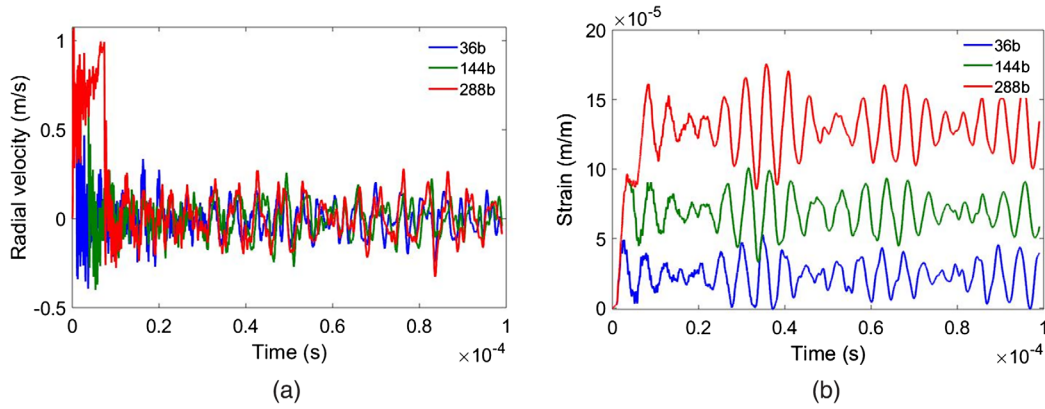 1
0.5
0
-0.5
Radial velocity (m/s)
36b
144b
288b
0 0.2 0.4 0.6 0.8 1
Time (s)
×10⁻⁴
(a)
20 ×10⁻⁵
15
10
5
0
Strain (m/m)
36b
144b
288b
0 0.2 0.4 0.6 0.8 1
Time (s)
×10⁻⁴
(b)